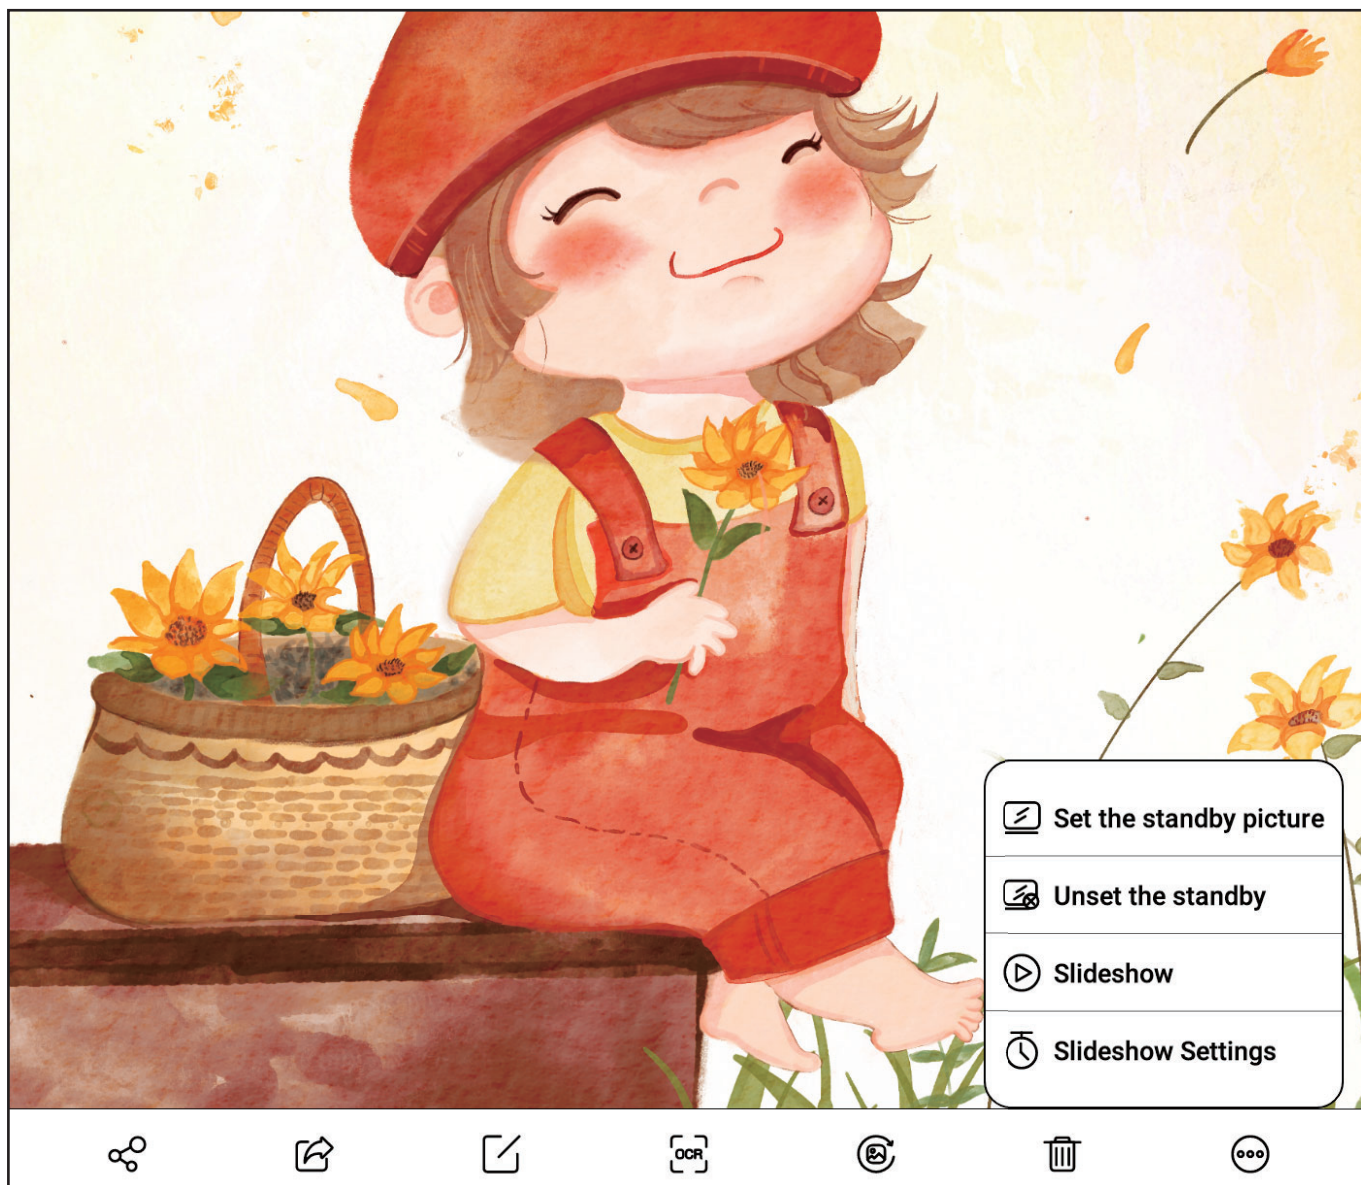 Set the standby picture
Unset the standby
Slideshow
Slideshow Settings
OCR